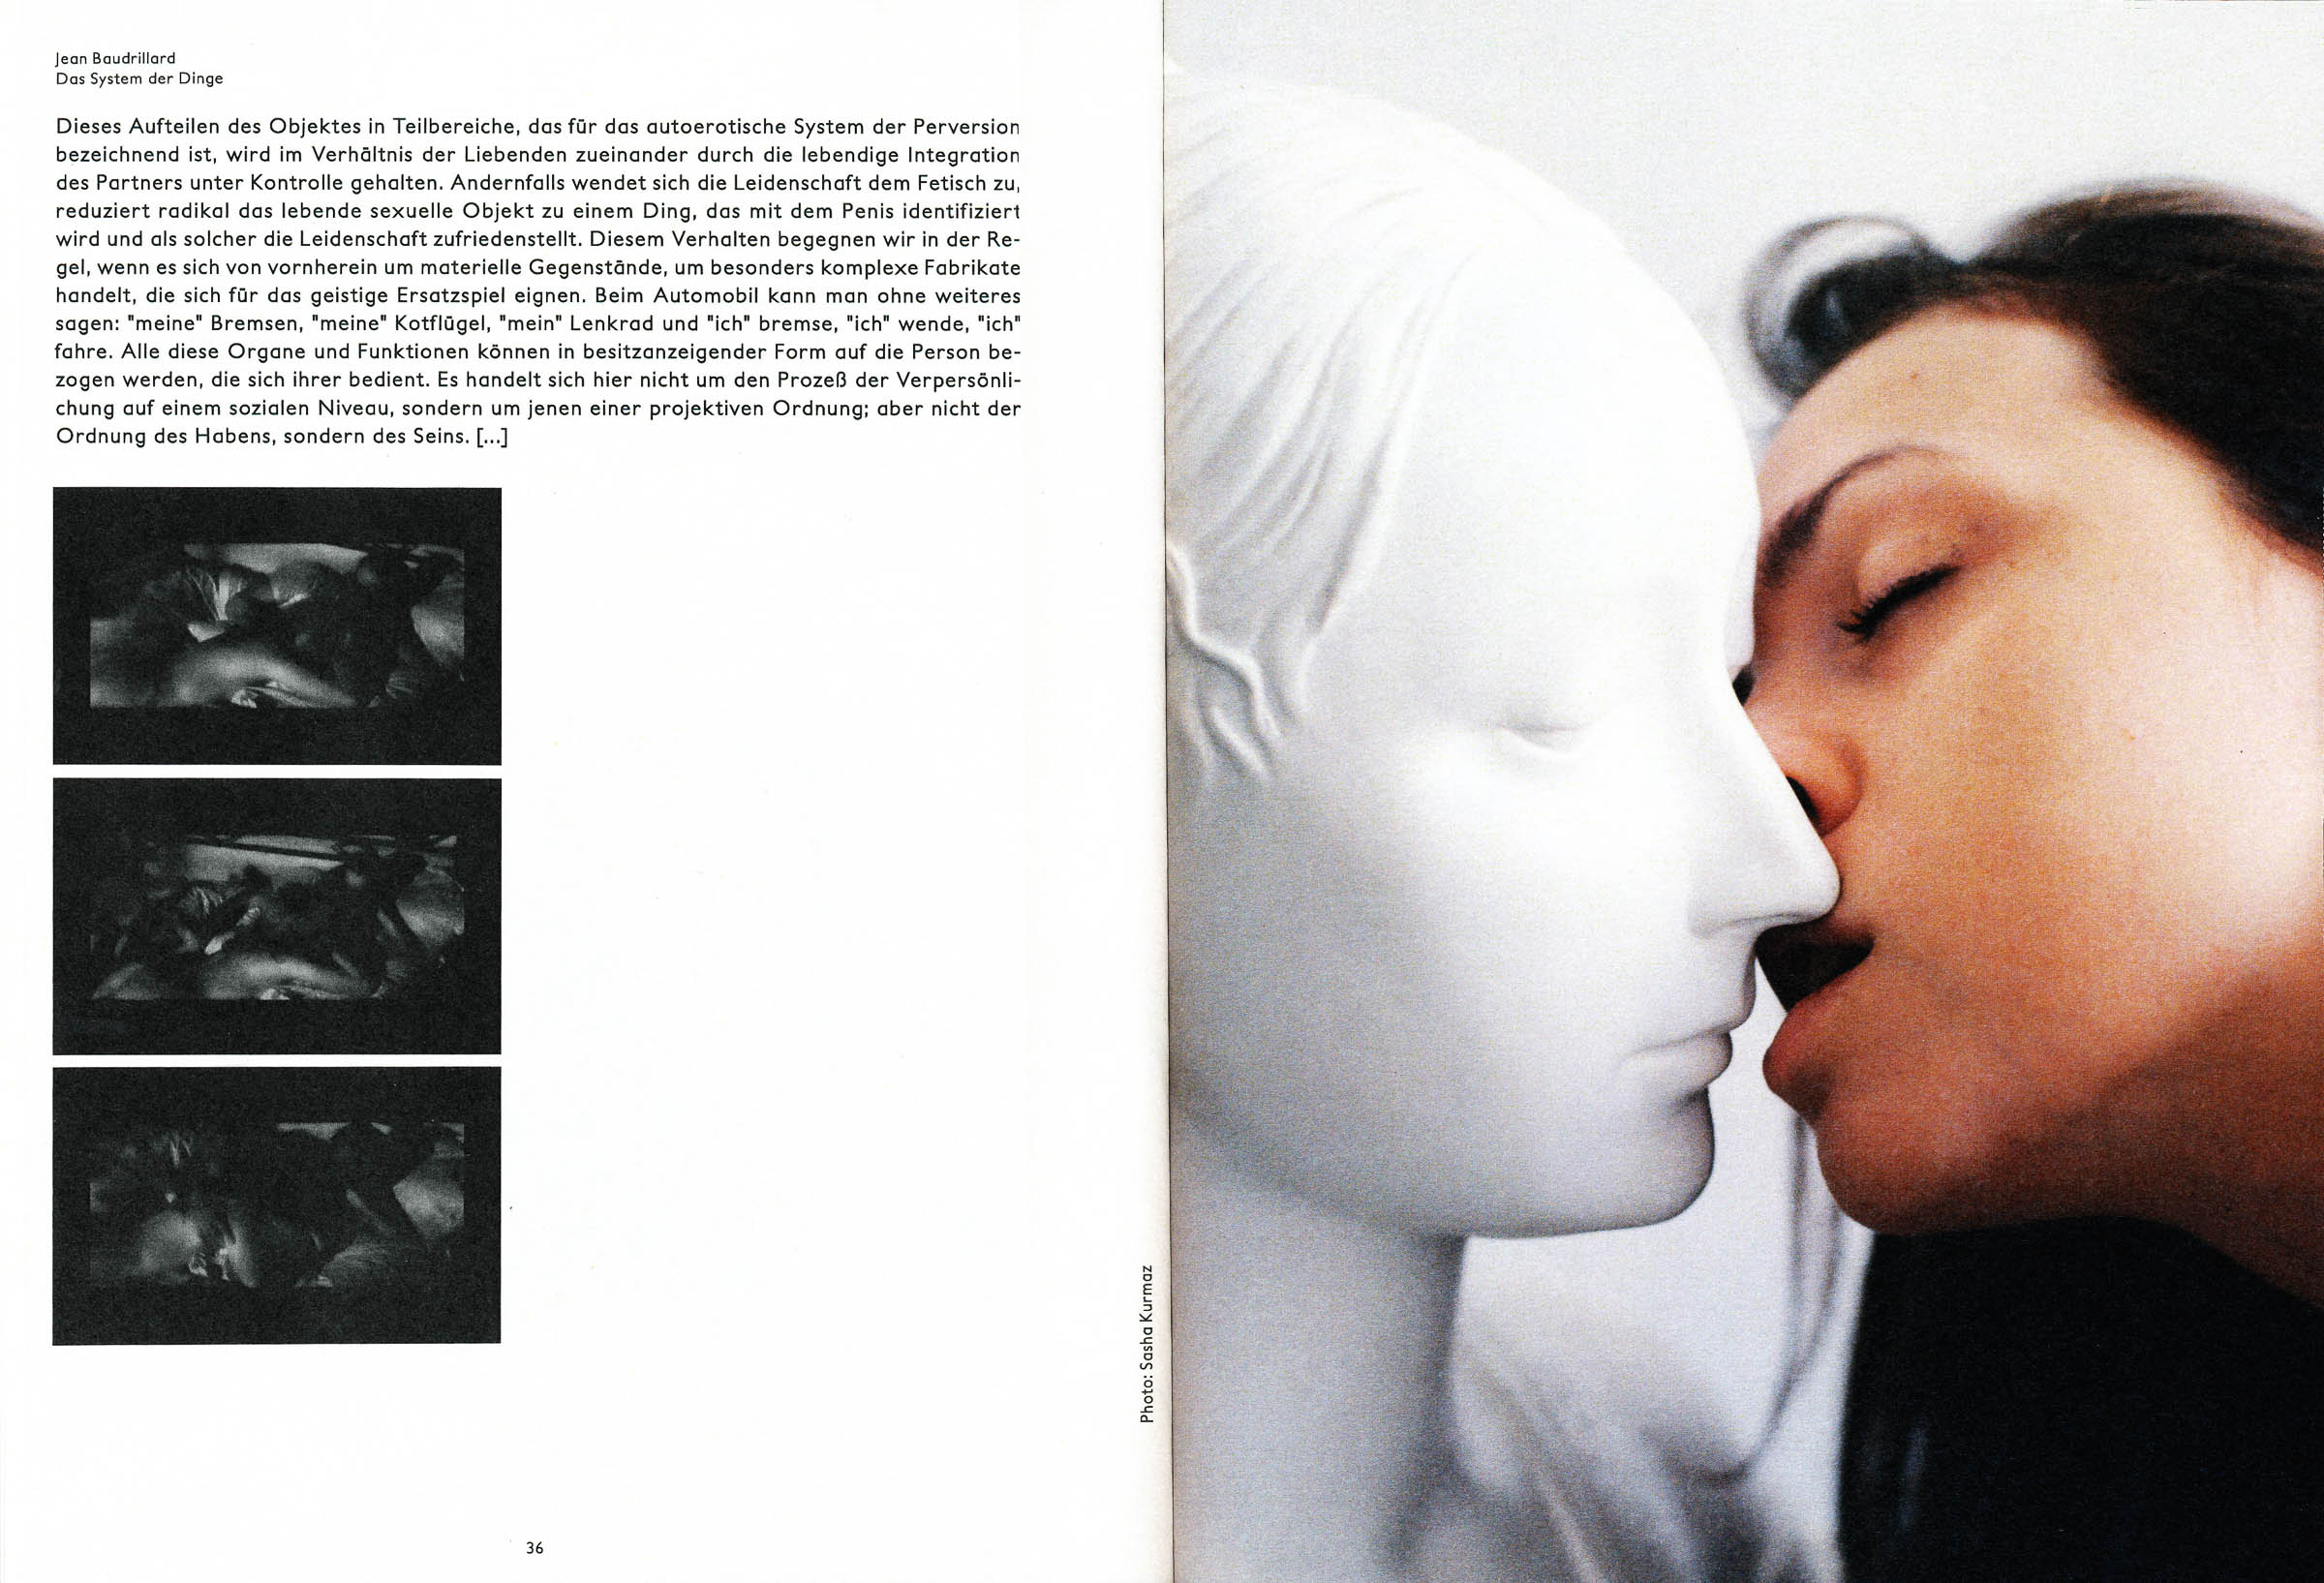 Jean Baudrillard
Das System der Dinge
Dieses Aufteilen des Objektes in Teilbereiche, das für das autoerotische System der Perversion
bezeichnend ist, wird im Verhältnis der Liebenden zueinander durch die lebendige Integration
des Partners unter Kontrolle gehalten. Andernfalls wendet sich die Leidenschaft dem Fetisch zu,
reduziert radikal das lebende sexuelle Objekt zu einem Ding, das mit dem Penis identifiziert
wird und als solcher die Leidenschaft zufriedenstellt. Diesem Verhalten begegnen wir in der Re-
gel, wenn es sich von vornherein um materielle Gegenstände, um besonders komplexe Fabrikate
handelt, die sich für das geistige Ersatzspiel eignen. Beim Automobil kann man ohne weiteres
sagen: "meine" Bremsen, "meine" Kotflügel, "mein" Lenkrad und "ich" bremse, "ich" wende, "ich"
fahre. Alle diese Organe und Funktionen können in besitzanzeigender Form auf die Person be-
zogen werden, die sich ihrer bedient. Es handelt sich hier nicht um den Prozeß der Verpersönli-
chung auf einem sozialen Niveau, sondern um jenen einer projektiven Ordnung; aber nicht der
Ordnung des Habens, sondern des Seins. [...]
Photo: Sasha Kurmaz
36